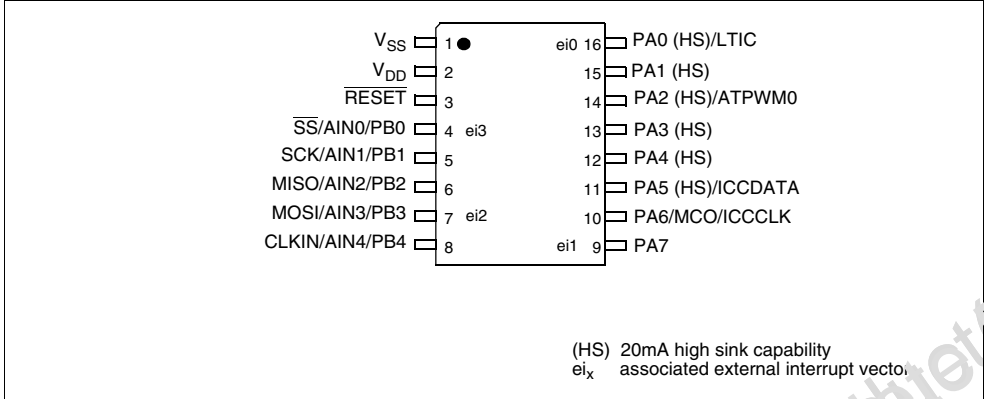 V_SS 1 ei0 16 PA0 (HS)/LTIC
V_DD 2 15 PA1 (HS)
RESET 3 14 PA2 (HS)/ATPWM0
SS/AIN0/PB0 4 ei3 13 PA3 (HS)
SCK/AIN1/PB1 5 12 PA4 (HS)
MISO/AIN2/PB2 6 11 PA5 (HS)/ICCDATA
MOSI/AIN3/PB3 7 ei2 10 PA6/MCO/ICCCLK
CLKIN/AIN4/PB4 8 ei1 9 PA7
(HS) 20mA high sink capability
ei_x associated external interrupt vector